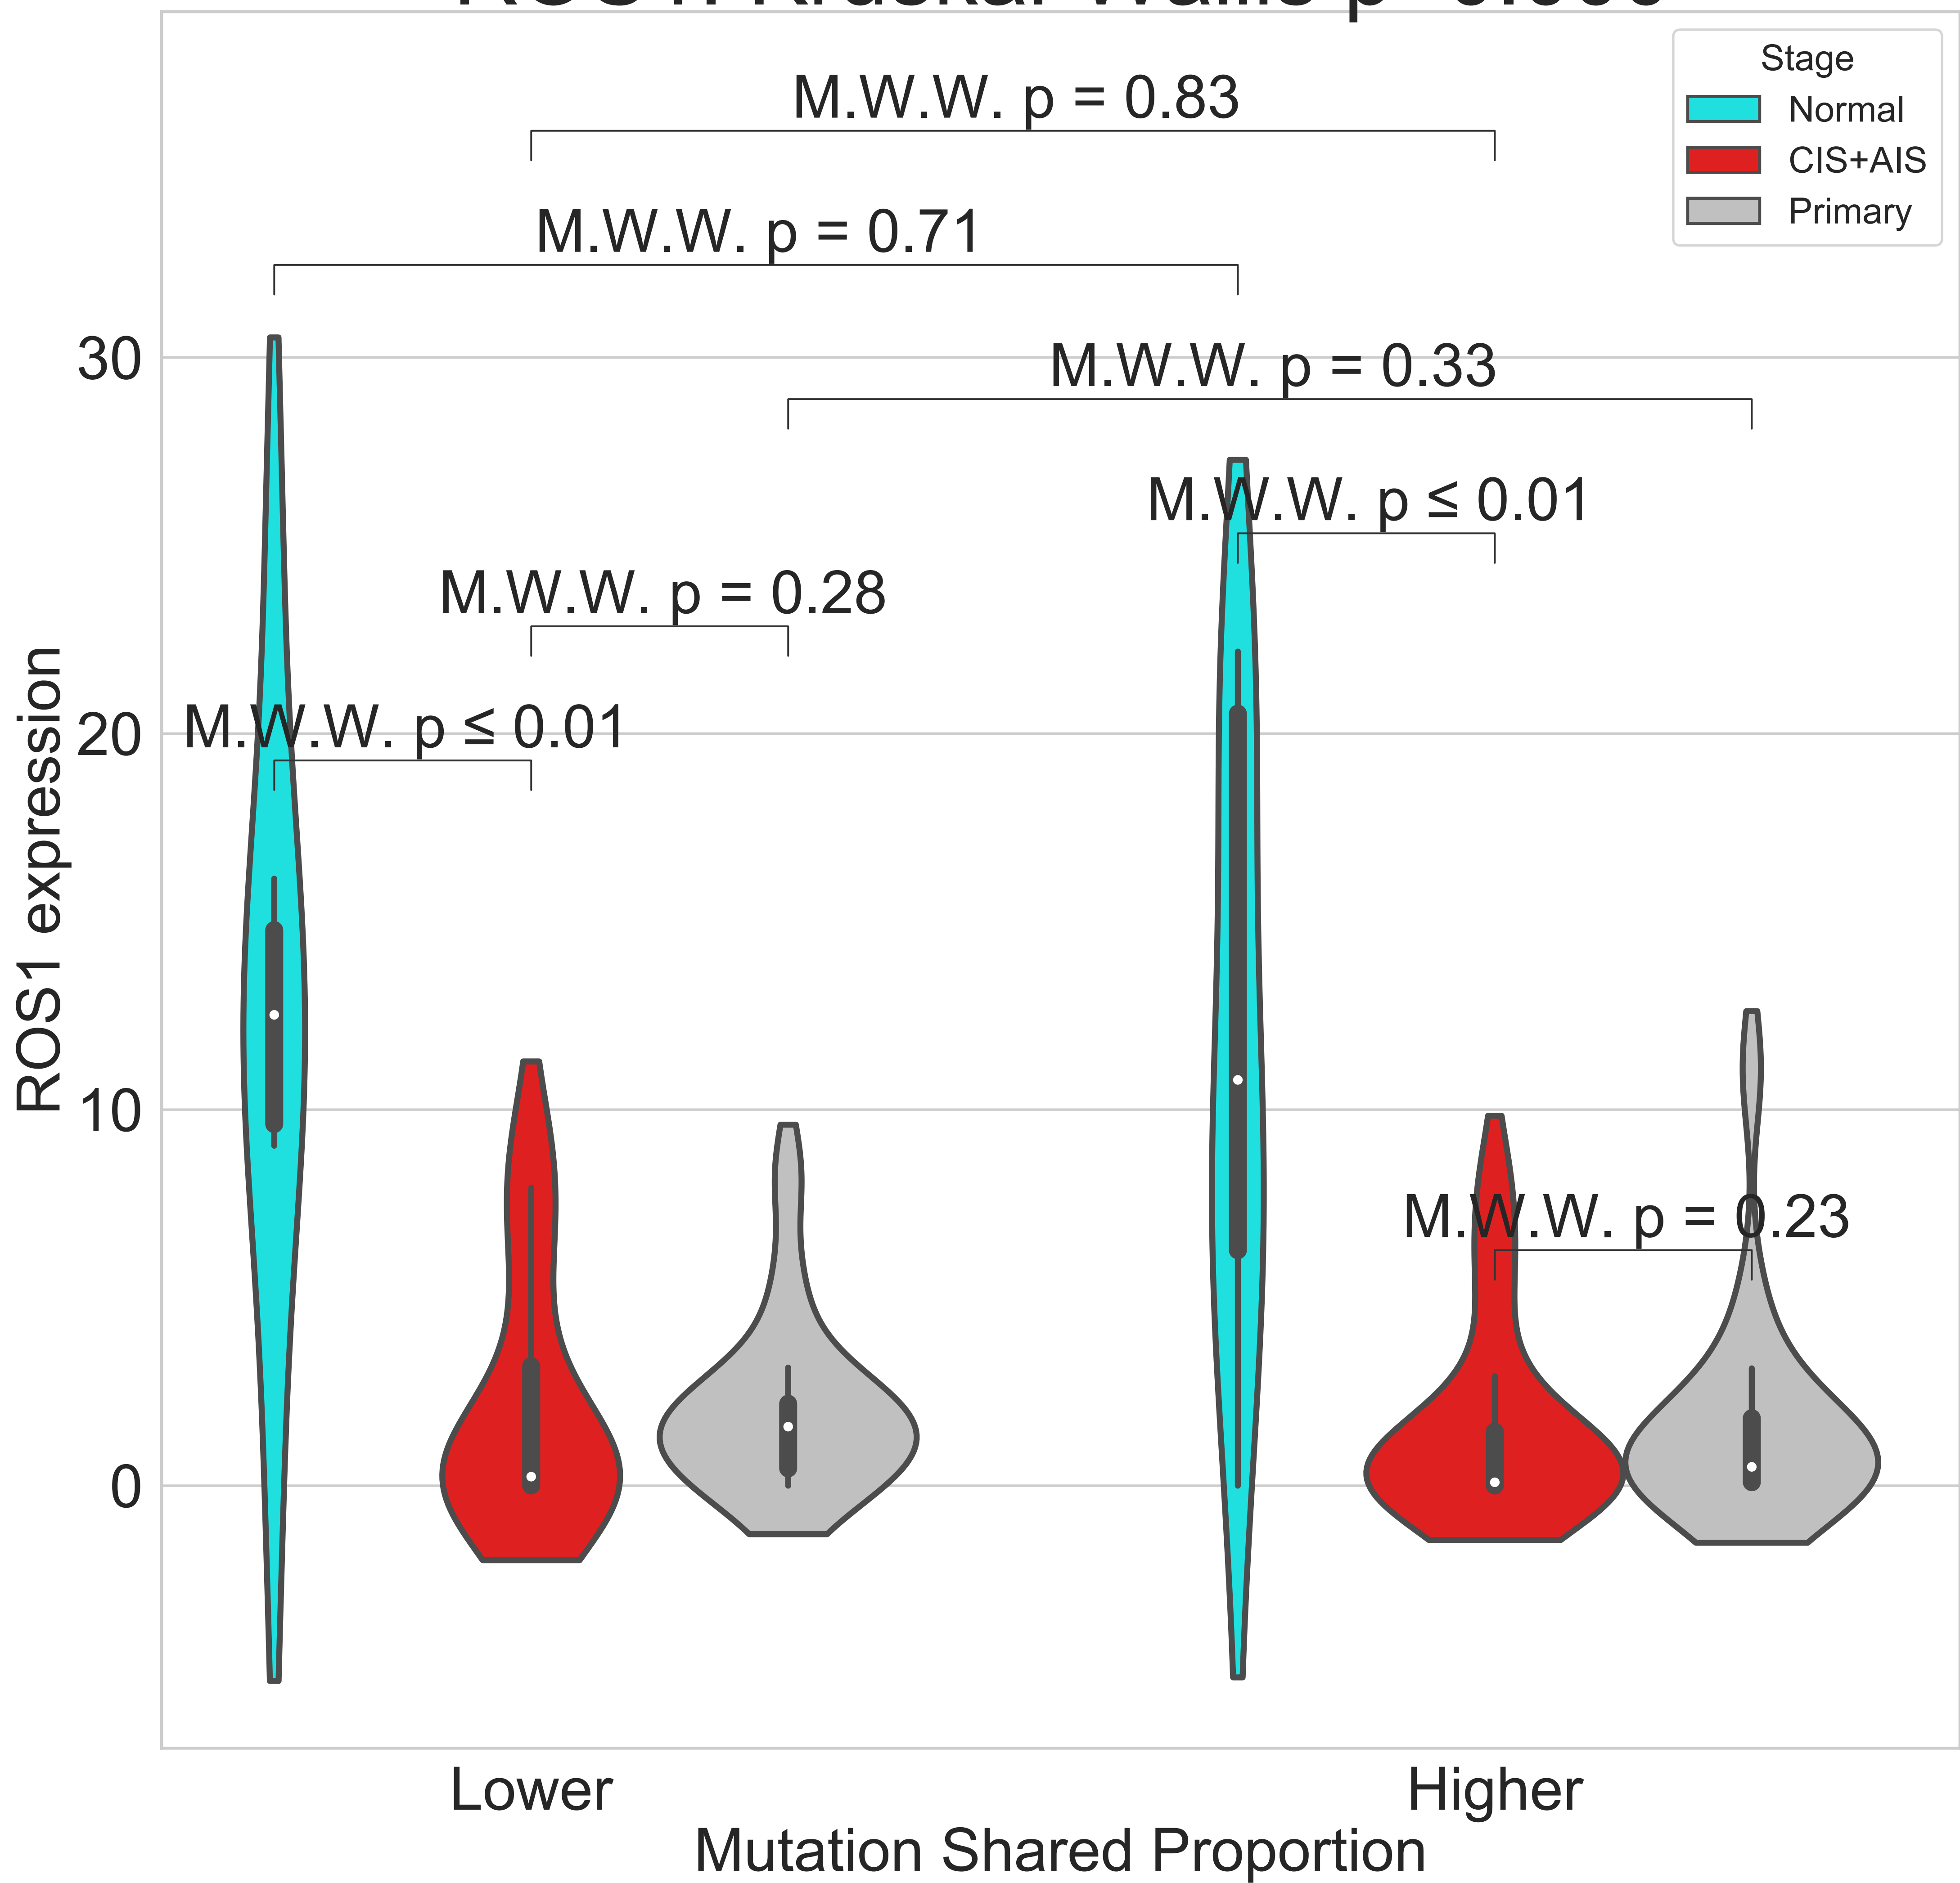 Stage
Normal
CIS+AIS
Primary
M.W.W. p = 0.83
M.W.W. p = 0.71
M.W.W. p = 0.33
M.W.W. p ≤ 0.01
M.W.W. p = 0.28
M.W.W. p ≤ 0.01
M.W.W. p = 0.23
30
20
10
0
ROS1 expression
Lower
Higher
Mutation Shared Proportion